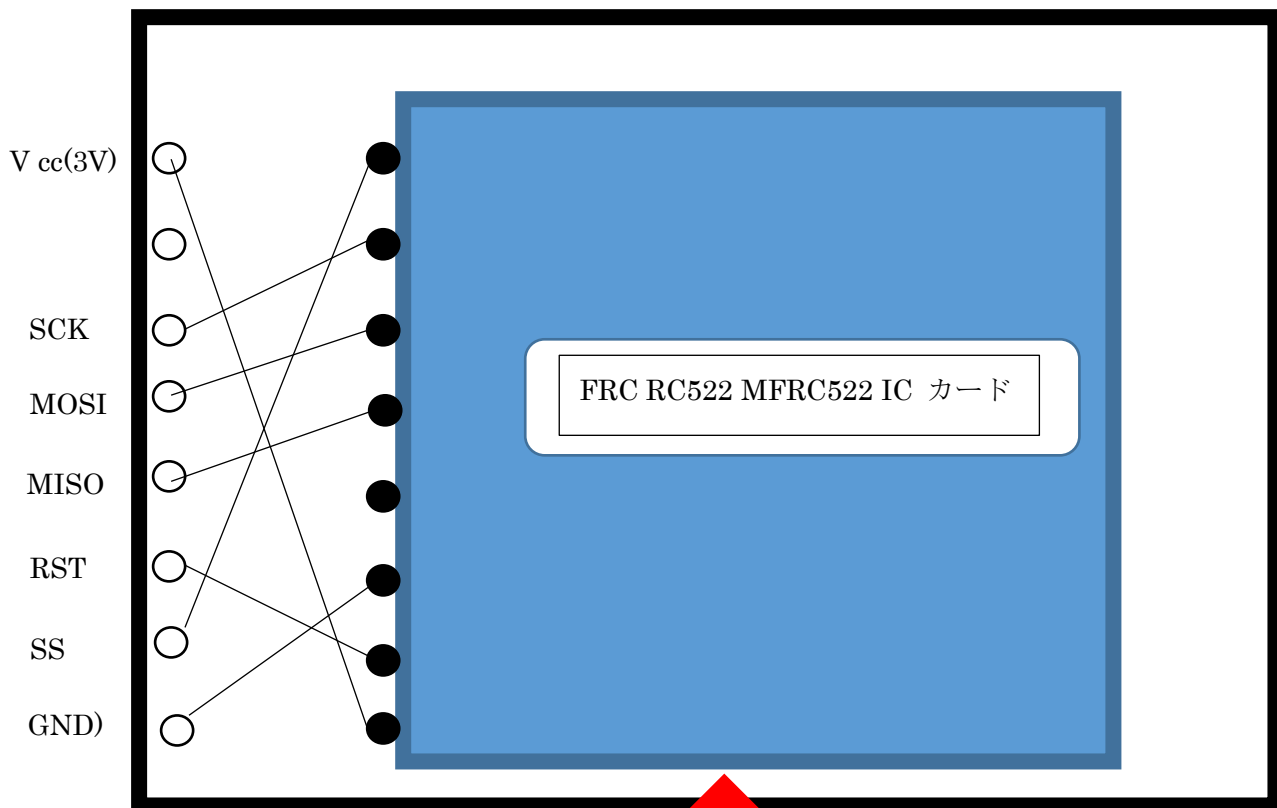 V cc(3V)
SCK
MOSI
FRC RC522 MFRC522 IC カード
MISO
RST
SS
GND)